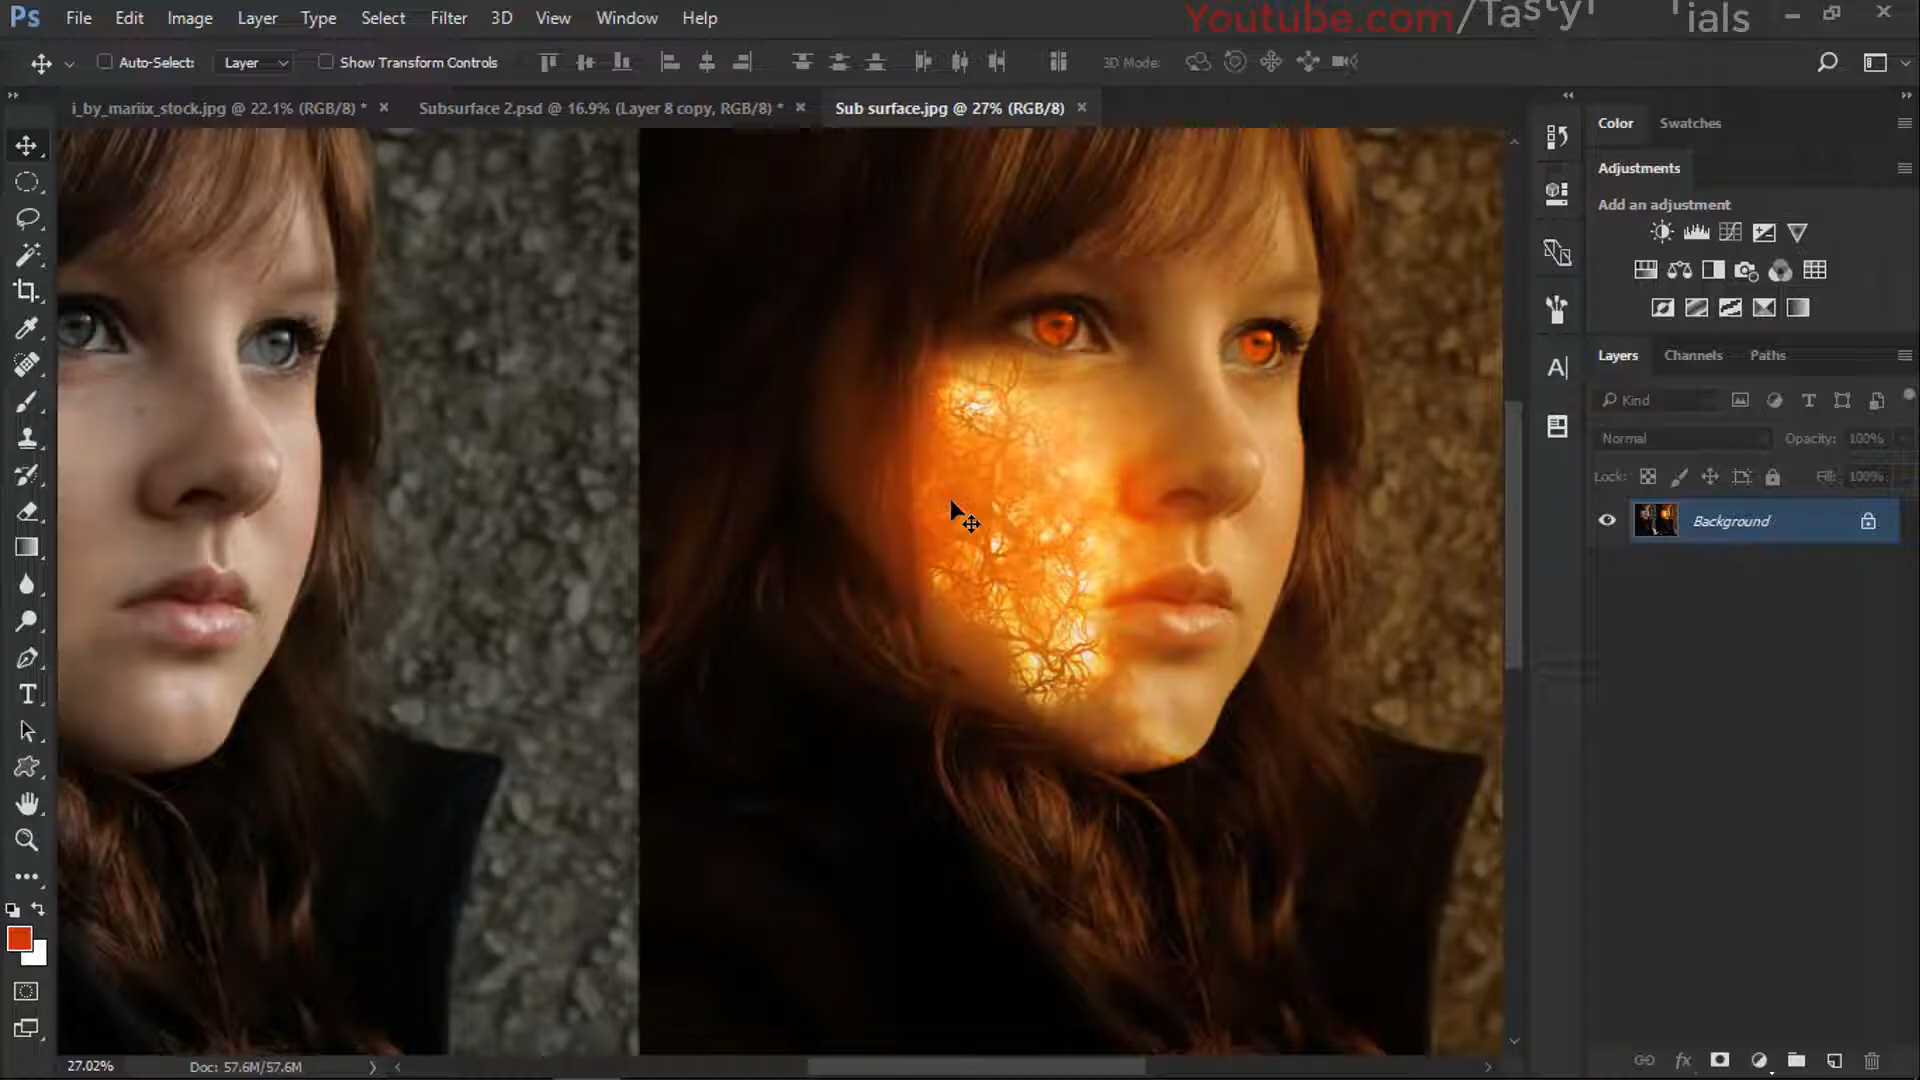 Ps File Edit Image Layer Type Select Filter 3D View Window Help
Youtube.com/TastyT ials
Auto-Select: Layer Show Transform Controls 3D Mode:
i_by_mariix_stock.jpg @ 22.1% (RGB/8) * × Subsurface 2.psd @ 16.9% (Layer 8 copy, RGB/8) * × Sub surface.jpg @ 27% (RGB/8) ×
Color Swatches
Adjustments
Add an adjustment
Layers Channels Paths
Kind
Normal Opacity: 100%
Lock: Fill: 100%
Background
27.02% Doc: 57.6M/57.6M